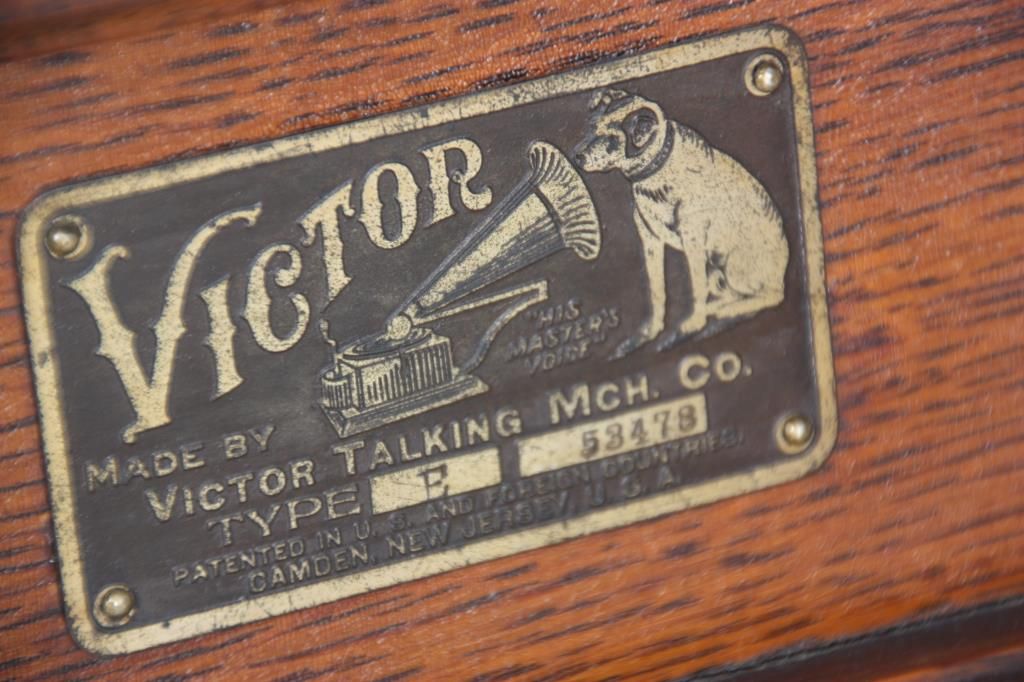 VICTOR
"HIS
MASTER'S
VOICE"
MADE BY
VICTOR TALKING MCH. CO.
TYPE E 53478
PATENTED IN U. S. AND FOREIGN COUNTRIES.
CAMDEN, NEW JERSEY, U. S. A.